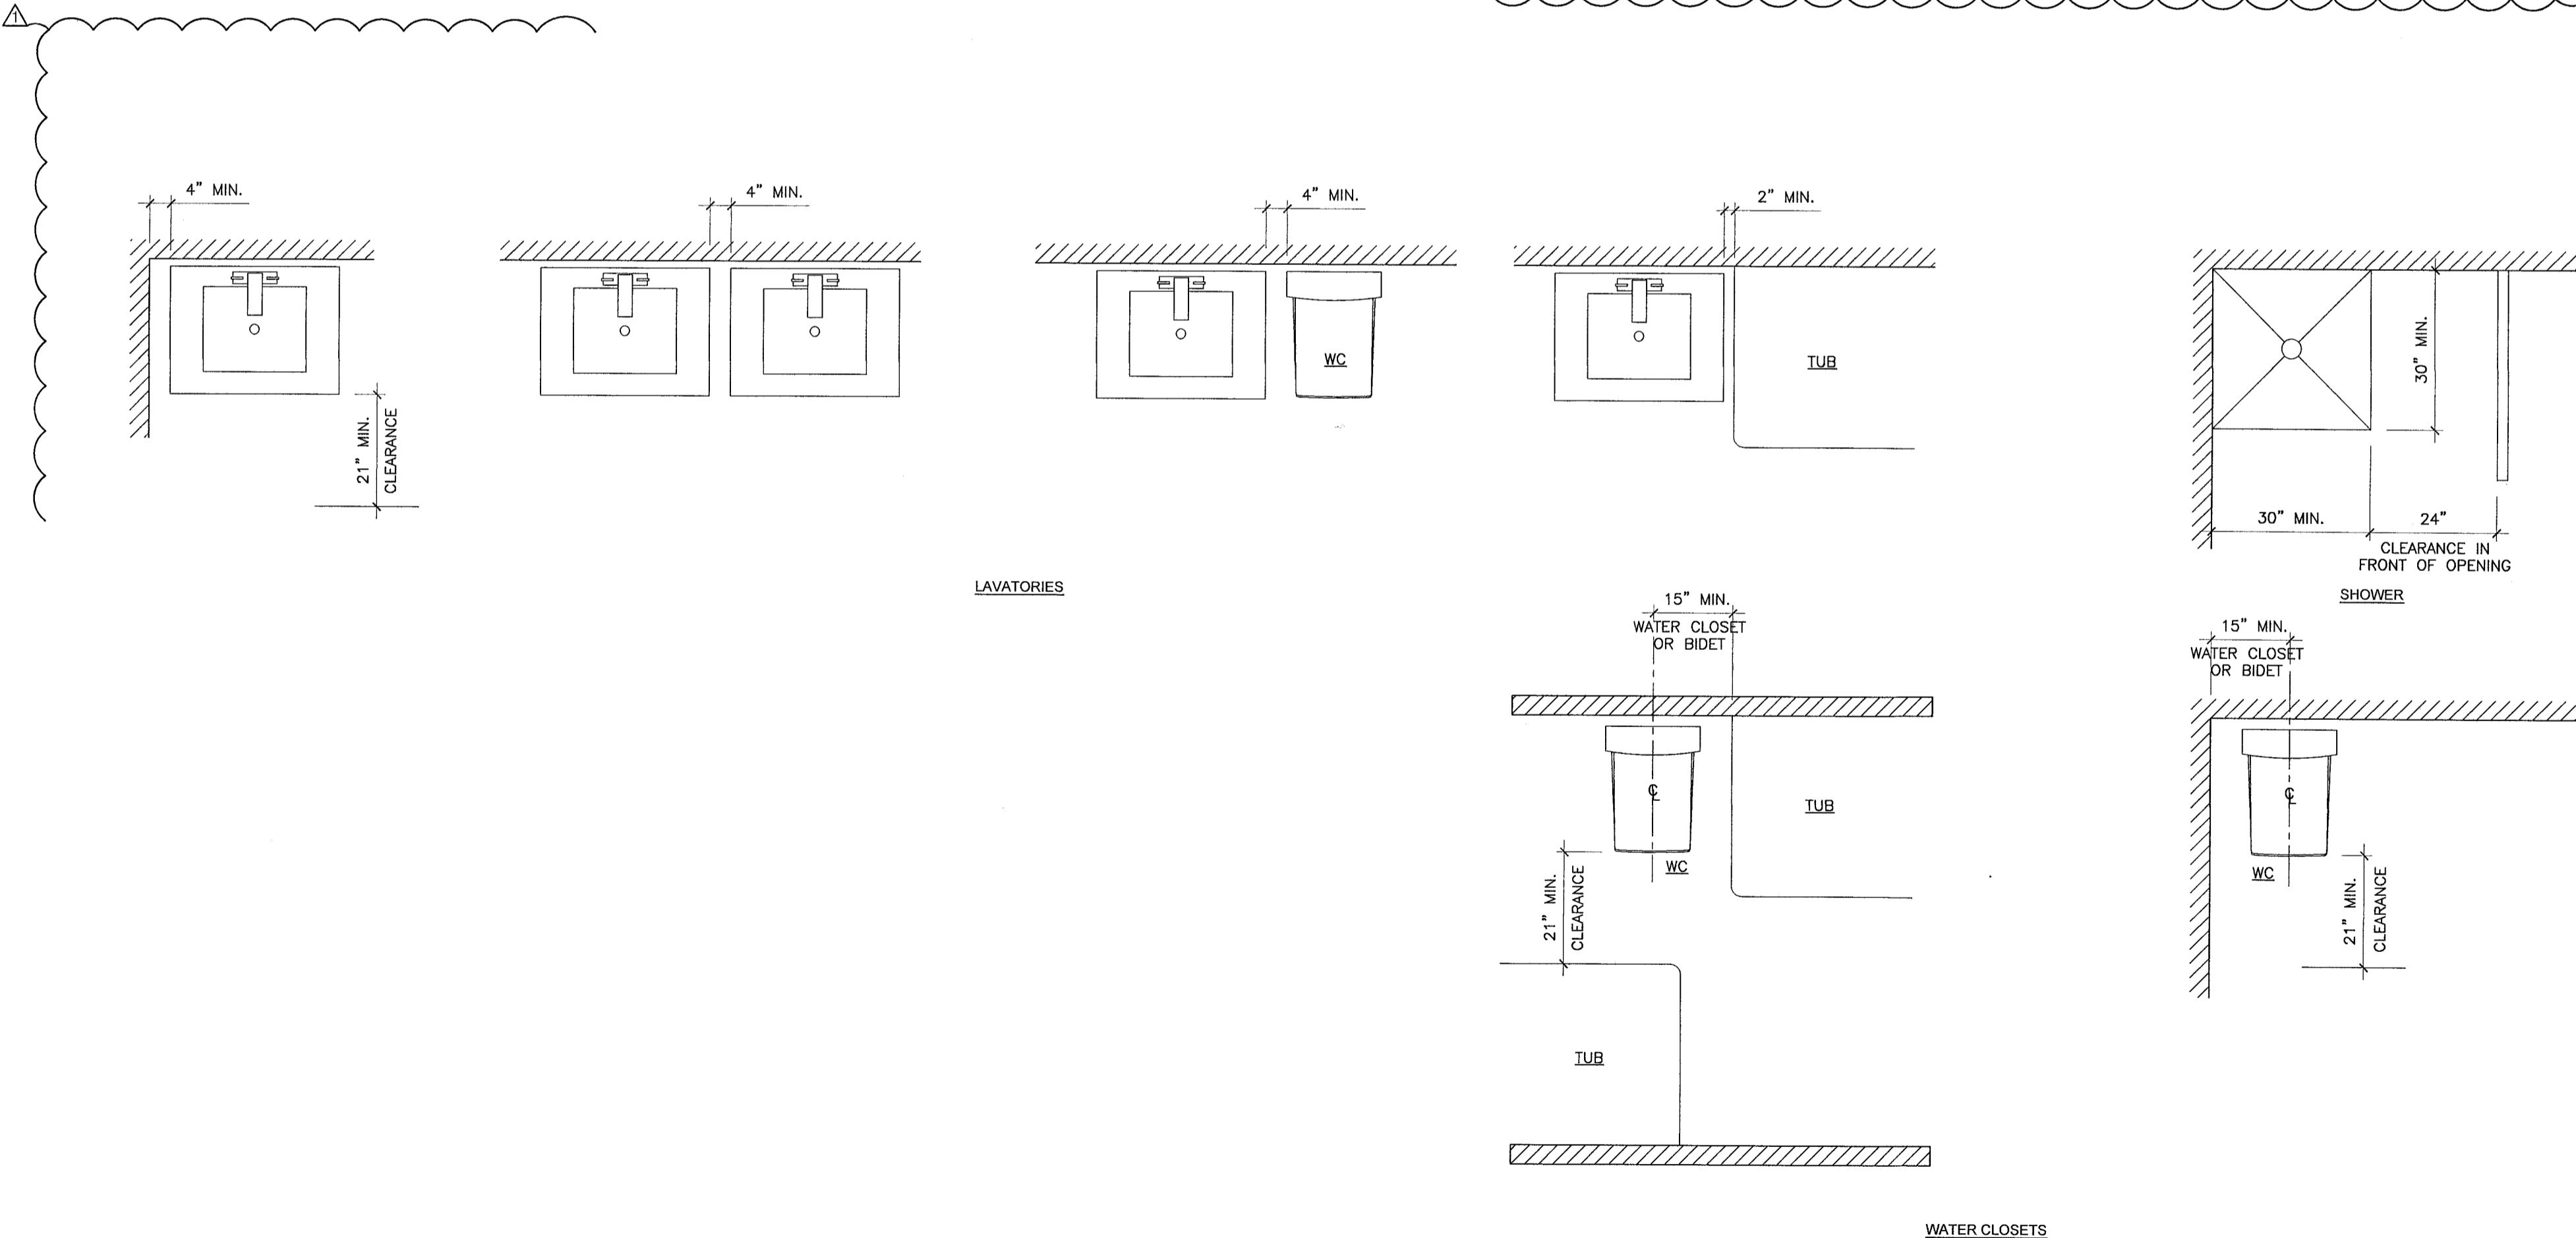 1
4" MIN.
4" MIN.
4" MIN.
2" MIN.
WC
TUB
30" MIN.
21" MIN.
CLEARANCE
30" MIN.
24"
CLEARANCE IN
FRONT OF OPENING
LAVATORIES
SHOWER
15" MIN.
WATER CLOSET
OR BIDET
15" MIN.
WATER CLOSET
OR BIDET
℄
TUB
WC
21" MIN.
CLEARANCE
TUB
℄
WC
21" MIN.
CLEARANCE
WATER CLOSETS